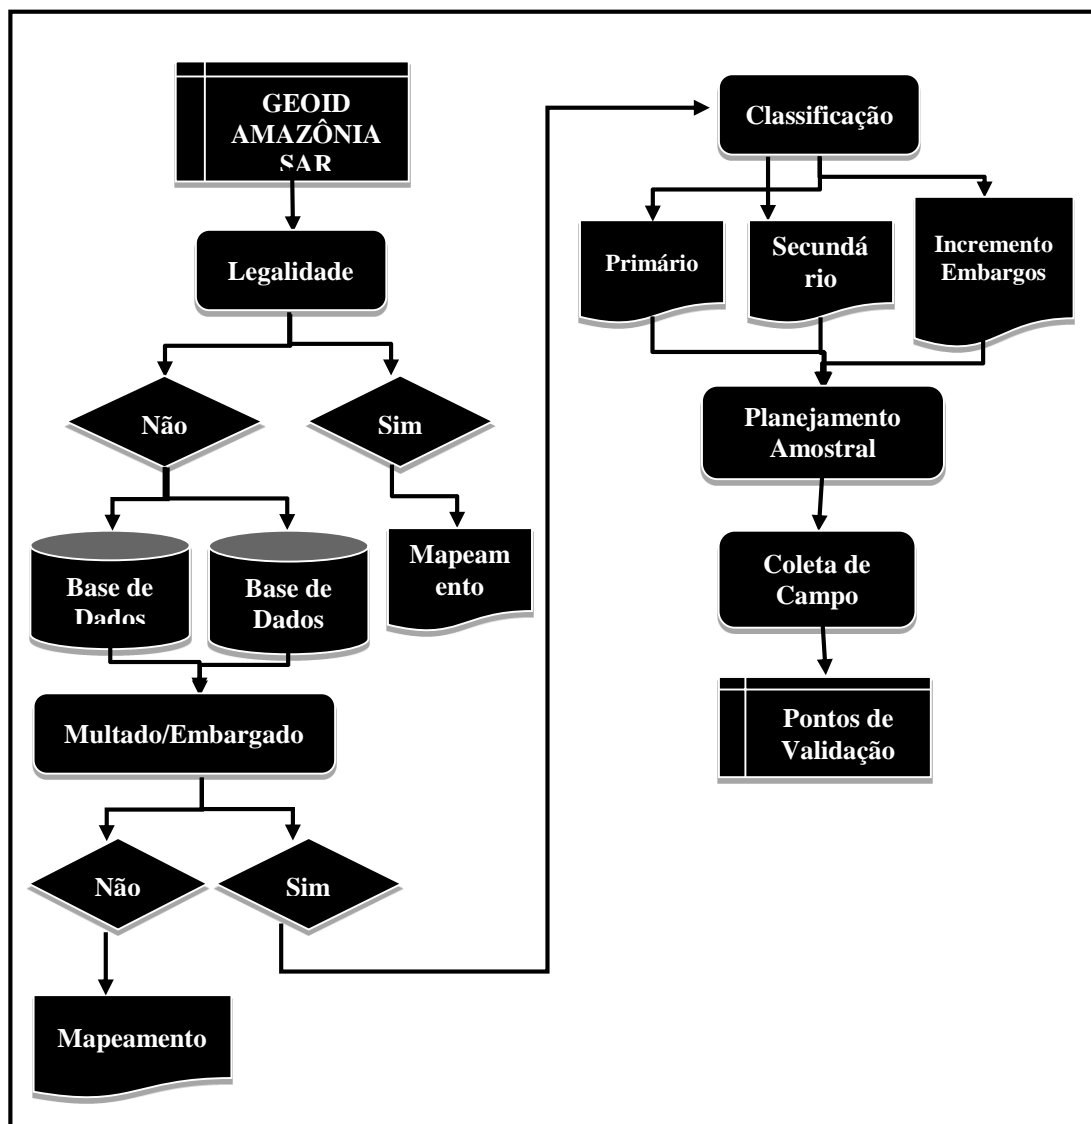 GEOID
AMAZÔNIA
SAR
Legalidade
Não
Sim
Base de
Dados
Base de
Dados
Mapeam
ento
Multado/Embargado
Não
Sim
Mapeamento
Classificação
Primário
Secundá
rio
Incremento
Embargos
Planejamento
Amostral
Coleta de
Campo
Pontos de
Validação